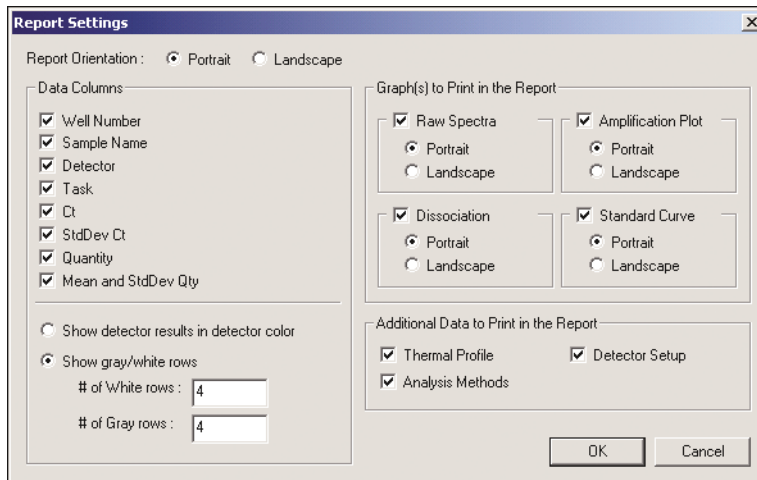 Report Settings
Report Orientation : Portrait Landscape
Data Columns
Well Number
Sample Name
Detector
Task
Ct
StdDev Ct
Quantity
Mean and StdDev Qty
Show detector results in detector color
Show gray/white rows
# of White rows : 4
# of Gray rows : 4
Graph(s) to Print in the Report
Raw Spectra
Portrait
Landscape
Amplification Plot
Portrait
Landscape
Dissociation
Portrait
Landscape
Standard Curve
Portrait
Landscape
Additional Data to Print in the Report
Thermal Profile Detector Setup
Analysis Methods
OK Cancel